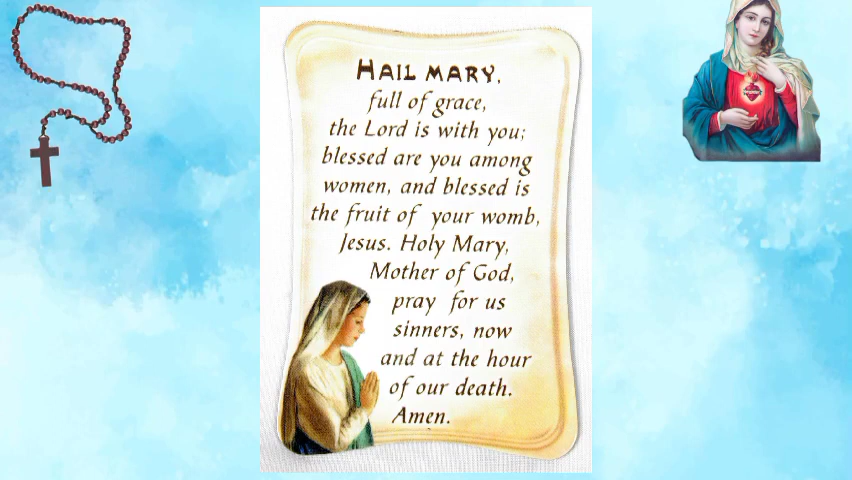 HAIL MARY,
full of grace,
the Lord is with you;
blessed are you among
women, and blessed is
the fruit of your womb,
Jesus. Holy Mary,
Mother of God,
pray for us
sinners, now
and at the hour
of our death.
Amen.